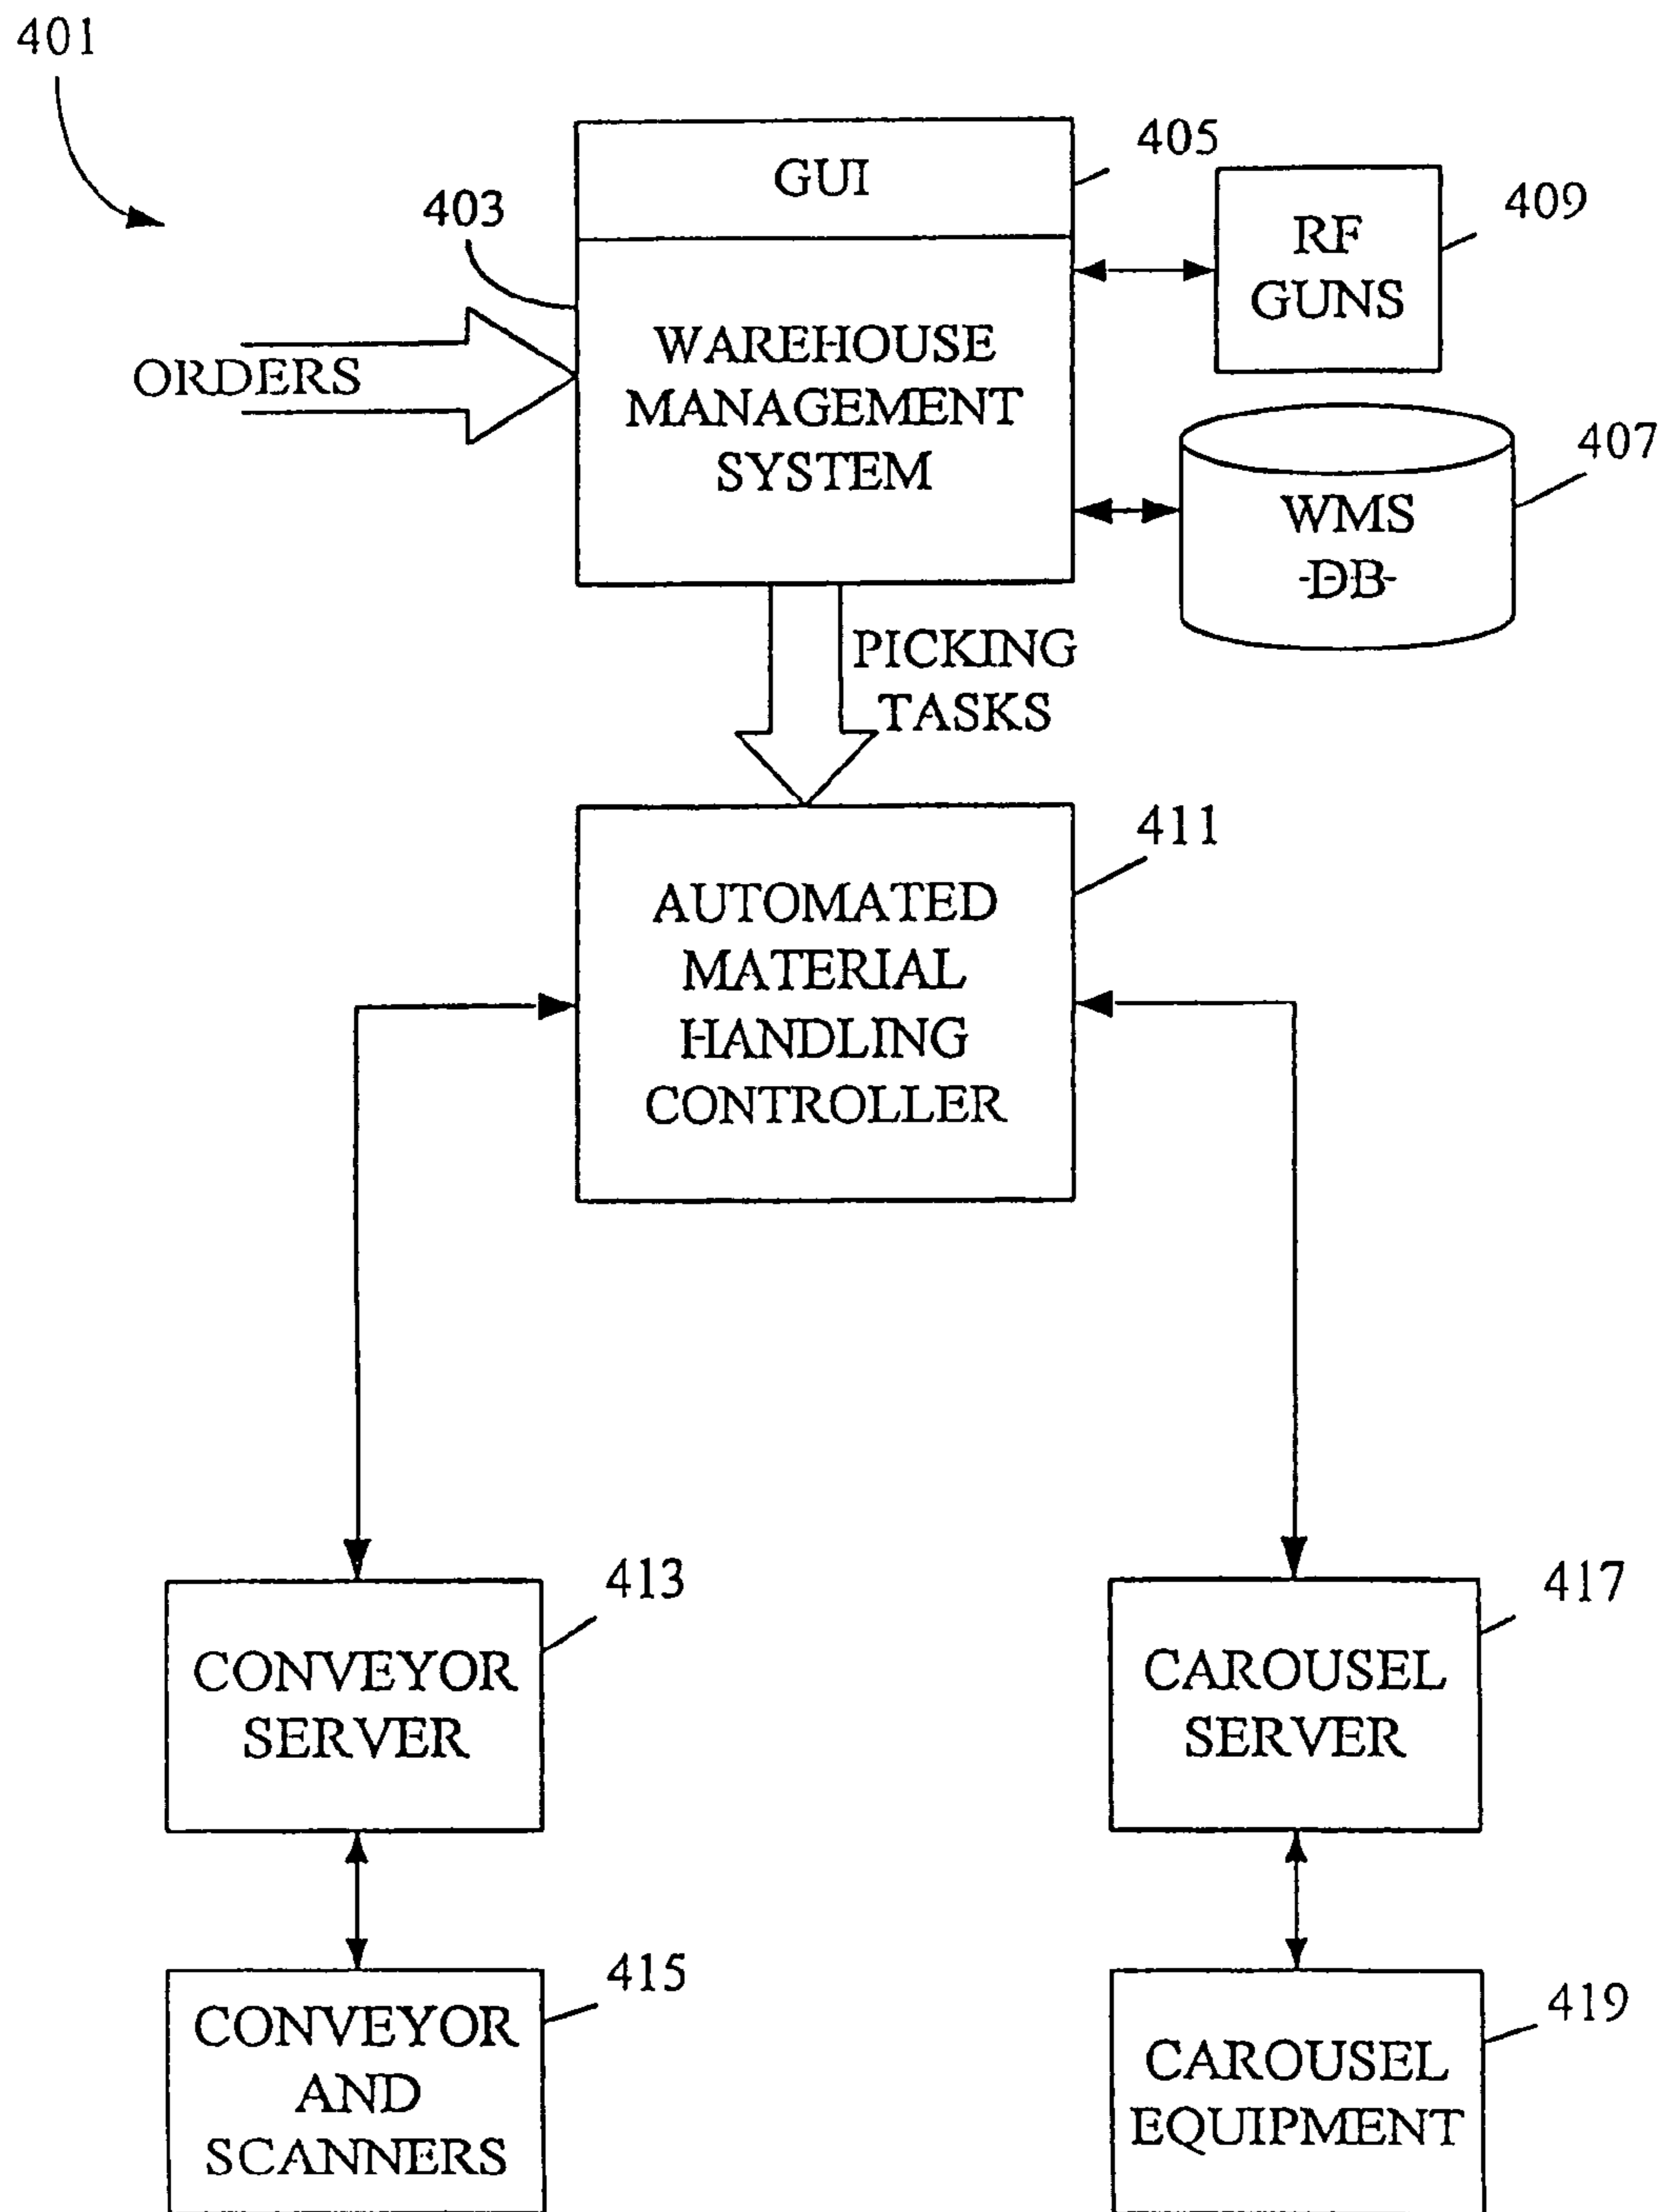 401
GUI
405
403
RF
GUNS
409
ORDERS
WAREHOUSE
MANAGEMENT
SYSTEM
407
WMS
DB
PICKING
TASKS
411
AUTOMATED
MATERIAL
HANDLING
CONTROLLER
413
CONVEYOR
SERVER
417
CAROUSEL
SERVER
415
CONVEYOR
AND
SCANNERS
419
CAROUSEL
EQUIPMENT